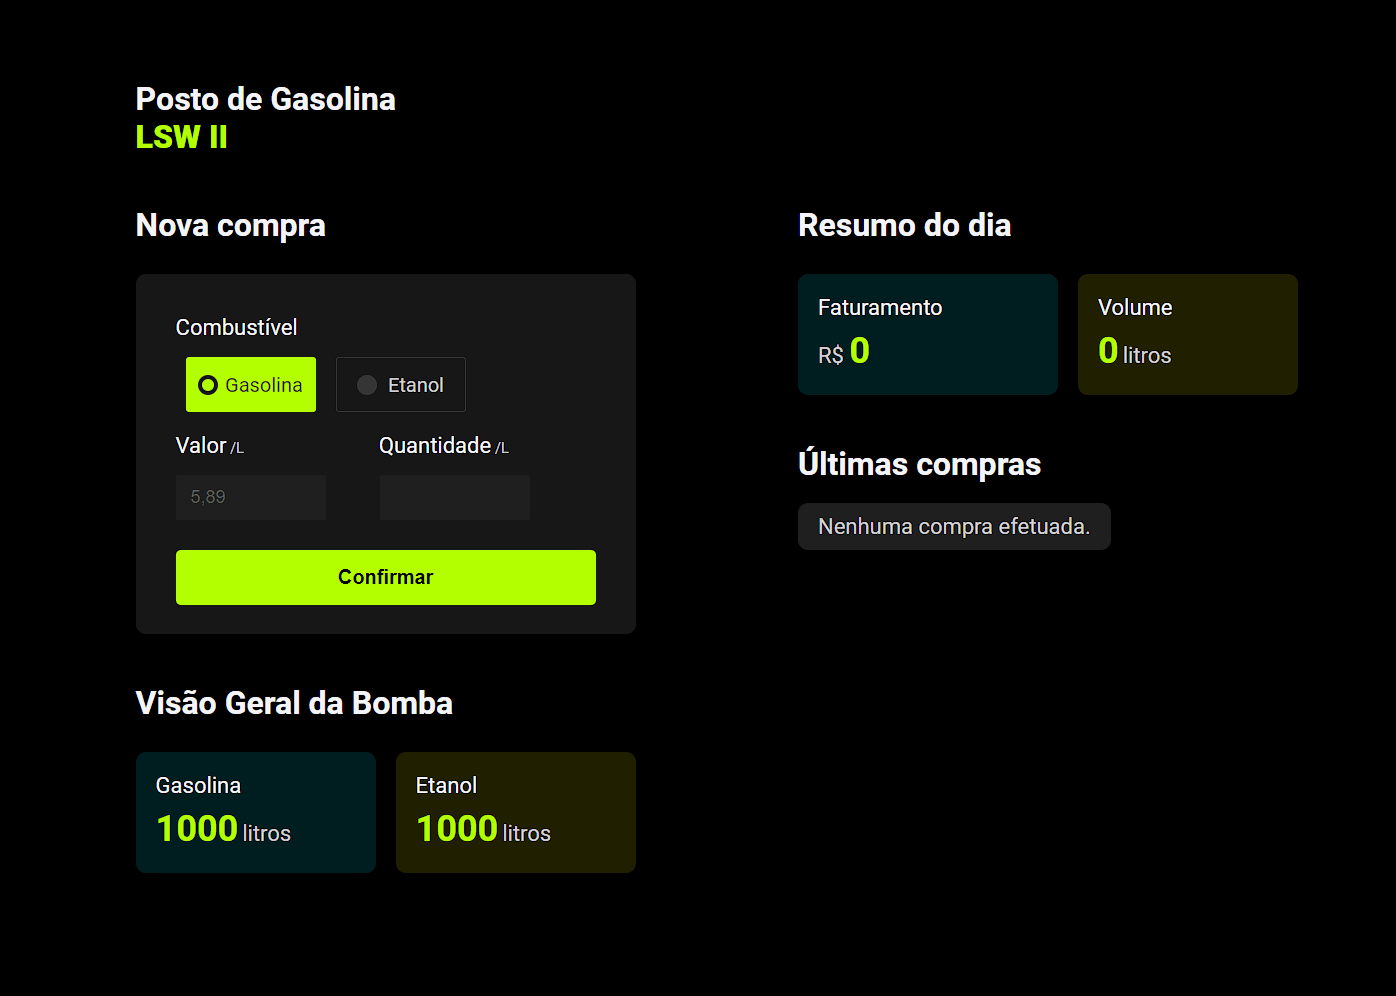 Posto de Gasolina
LSW II
Nova compra
Combustível
Gasolina
Etanol
Valor /L
Quantidade /L
5,89
Confirmar
Visão Geral da Bomba
Gasolina
1000 litros
Etanol
1000 litros
Resumo do dia
Faturamento
R$ 0
Volume
0 litros
Últimas compras
Nenhuma compra efetuada.